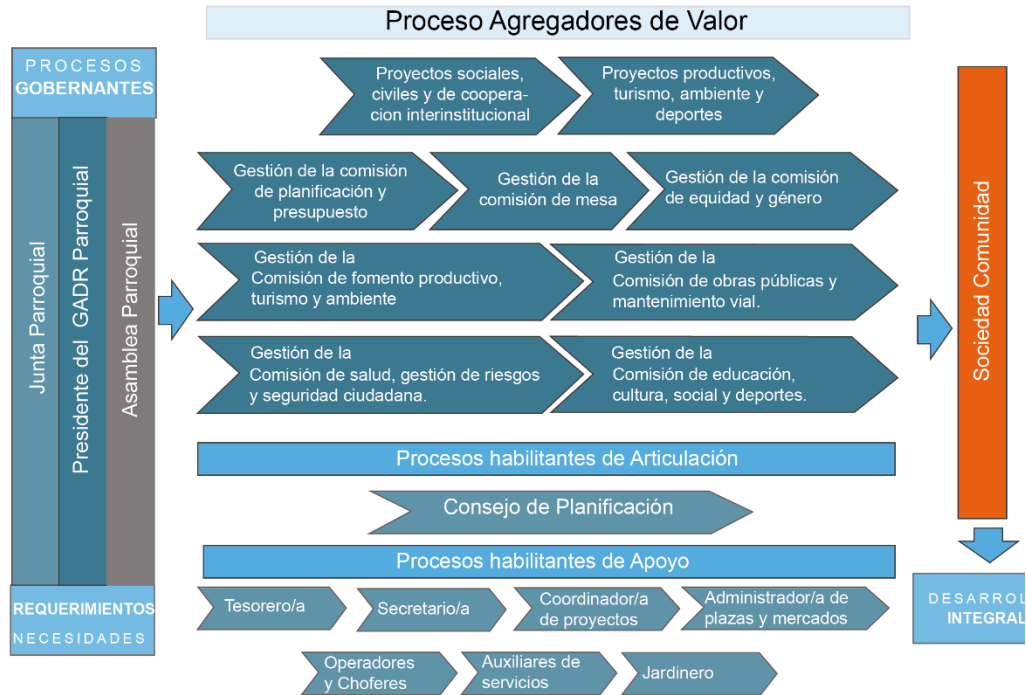 Proceso Agregadores de Valor
PROCESOS
GOBERNANTES
Junta Parroquial
Presidente del GADR Parroquial
Asamblea Parroquial
REQUERIMIENTOS
NECESIDADES
Proyectos sociales,
civiles y de coopera-
cion interinstitucional
Proyectos productivos,
turismo, ambiente y
deportes
Gestión de la comisión
de planificación y
presupuesto
Gestión de la
comisión de mesa
Gestión de la comisión
de equidad y género
Gestión de la
Comisión de fomento productivo,
turismo y ambiente
Gestión de la
Comisión de obras públicas y
mantenimiento vial.
Gestión de la
Comisión de salud, gestión de riesgos
y seguridad ciudadana.
Gestión de la
Comisión de educación,
cultura, social y deportes.
Procesos habilitantes de Articulación
Consejo de Planificación
Procesos habilitantes de Apoyo
Tesorero/a
Secretario/a
Coordinador/a
de proyectos
Administrador/a de
plazas y mercados
Operadores
y Choferes
Auxiliares de
servicios
Jardinero
Sociedad Comunidad
DESARROL
INTEGRAL